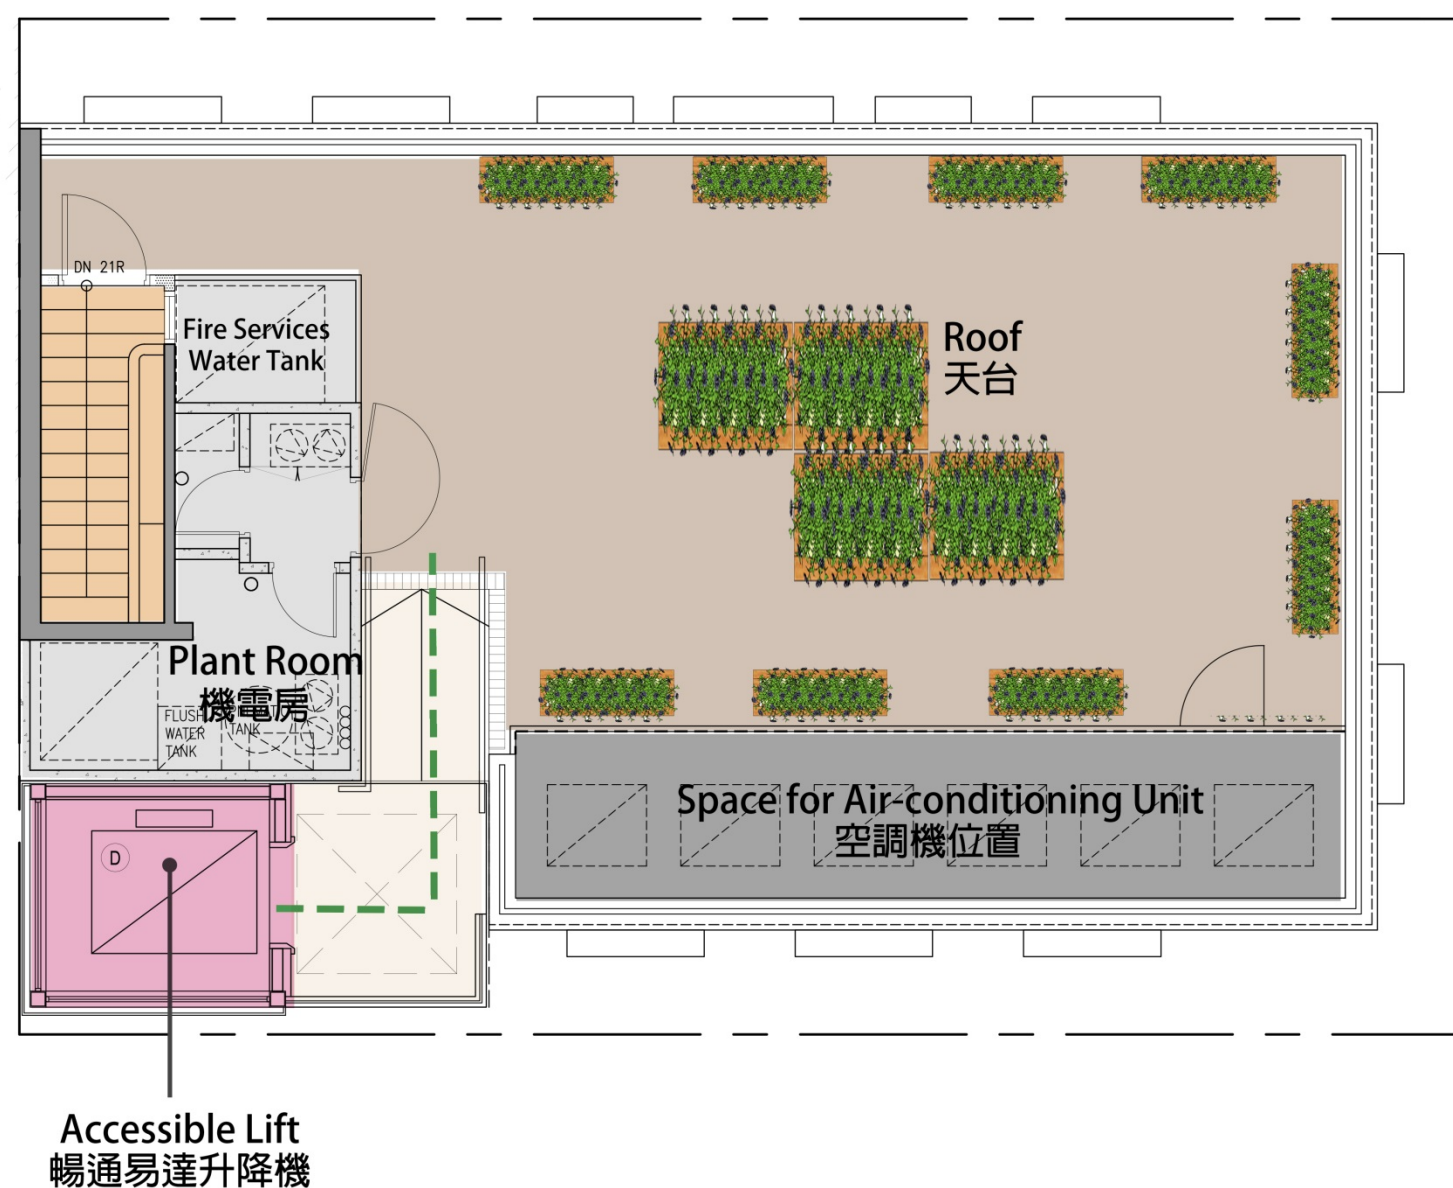 DN 21R
Fire Services
Water Tank
Roof
天台
Plant Room
機電房
FLUSH
WATER
TANK
TANK
Space for Air-conditioning Unit
空調機位置
D
Accessible Lift
暢通易達升降機